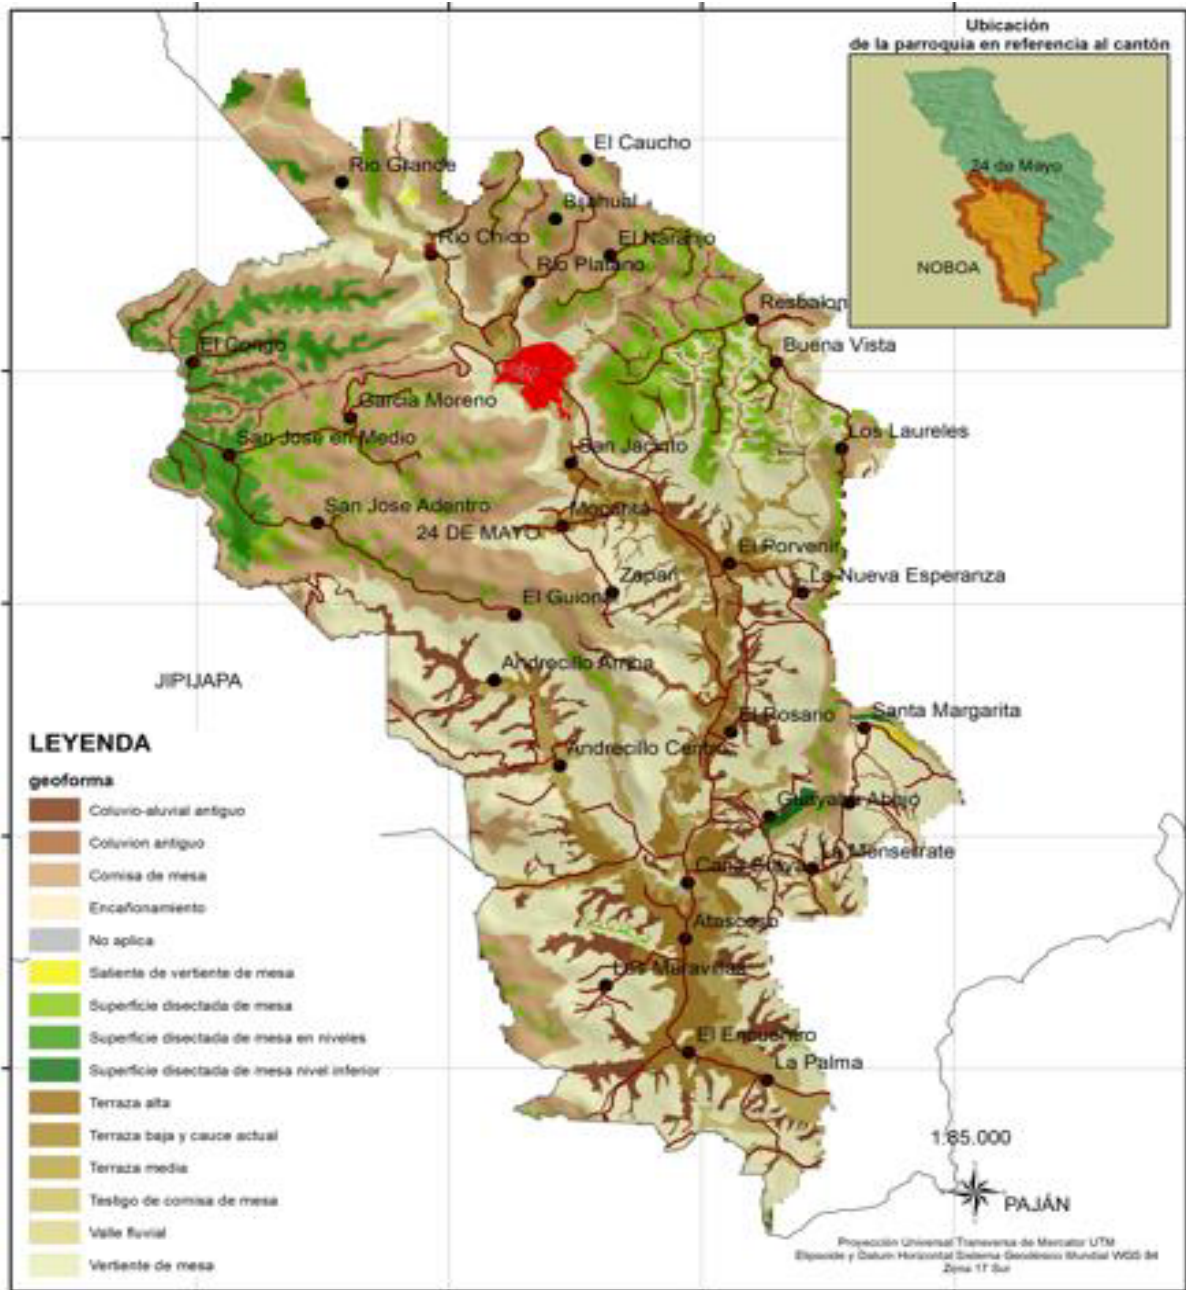 Ubicación
de la parroquia en referencia al cantón
24 de Mayo
NOBOA
El Caucho
Rio Grande
Rio Chico
El Naranjo
Rio Platano
Resbalon
Buena Vista
El Congo
Garcia Moreno
Los Laureles
San Jose en Medio
San Jacinto
San Jose Adentro
24 DE MAYO
El Porvenir
La Nueva Esperanza
Zapan
El Guion
Andrecillo Arriba
JIPIJAPA
El Rosario
Santa Margarita
Andrecillo Centro
Abajo
Monserrate
Atascoso
Las Maravillas
El Encuentro
La Palma
LEYENDA
geoforma
Coluvio-aluvial antiguo
Coluvion antiguo
Cornisa de mesa
Encañonamiento
No aplica
Saliente de vertiente de mesa
Superficie disectada de mesa
Superficie disectada de mesa en niveles
Superficie disectada de mesa nivel inferior
Terraza alta
Terraza baja y cauce actual
Terraza media
Testigo de cornisa de mesa
Valle fluvial
Vertiente de mesa
PAJÁN
Proyección Universal Transversa de Mercator UTM
Elipsoide y Datum Horizontal Sistema Geodésico Mundial WGS 84
Zona 17 Sur